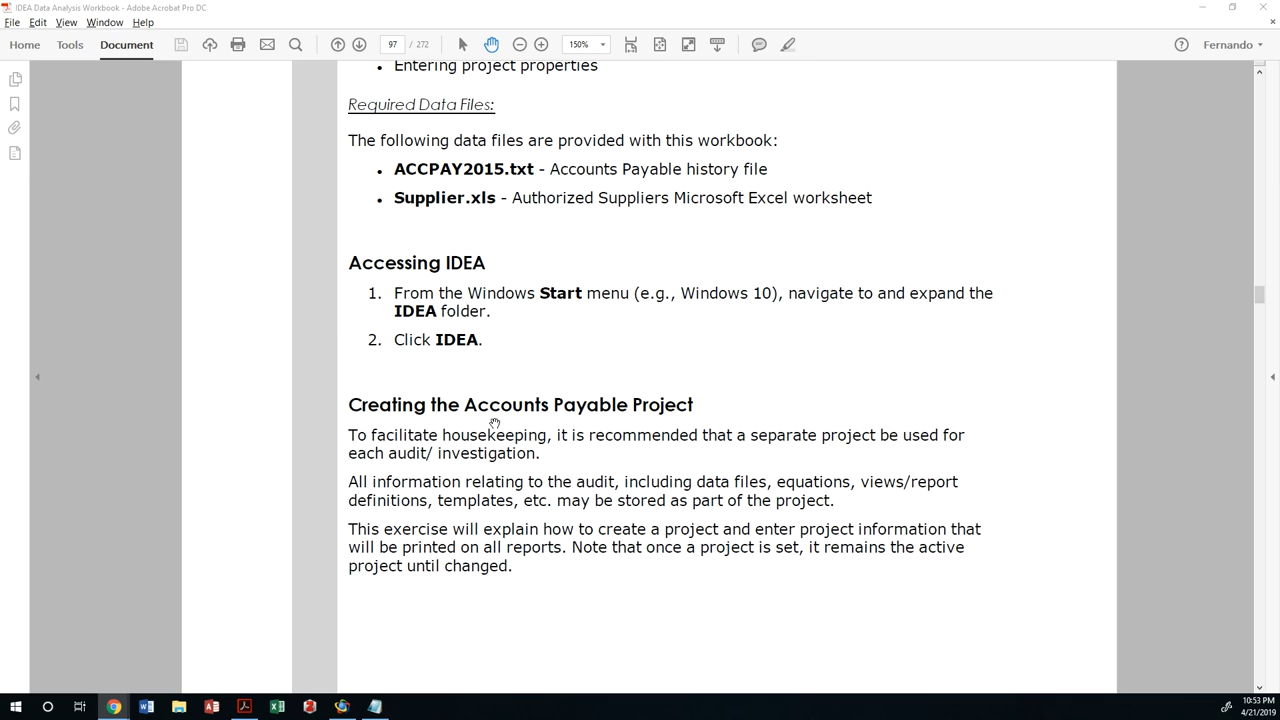 IDEA Data Analysis Workbook - Adobe Acrobat Pro DC
File Edit View Window Help
Home Tools Document 97 / 272 150% Fernando
• Entering project properties
Required Data Files:
The following data files are provided with this workbook:
• ACCPAY2015.txt - Accounts Payable history file
• Supplier.xls - Authorized Suppliers Microsoft Excel worksheet
Accessing IDEA
1. From the Windows Start menu (e.g., Windows 10), navigate to and expand the
IDEA folder.
2. Click IDEA.
Creating the Accounts Payable Project
To facilitate housekeeping, it is recommended that a separate project be used for
each audit/ investigation.
All information relating to the audit, including data files, equations, views/report
definitions, templates, etc. may be stored as part of the project.
This exercise will explain how to create a project and enter project information that
will be printed on all reports. Note that once a project is set, it remains the active
project until changed.
10:53 PM
4/21/2019